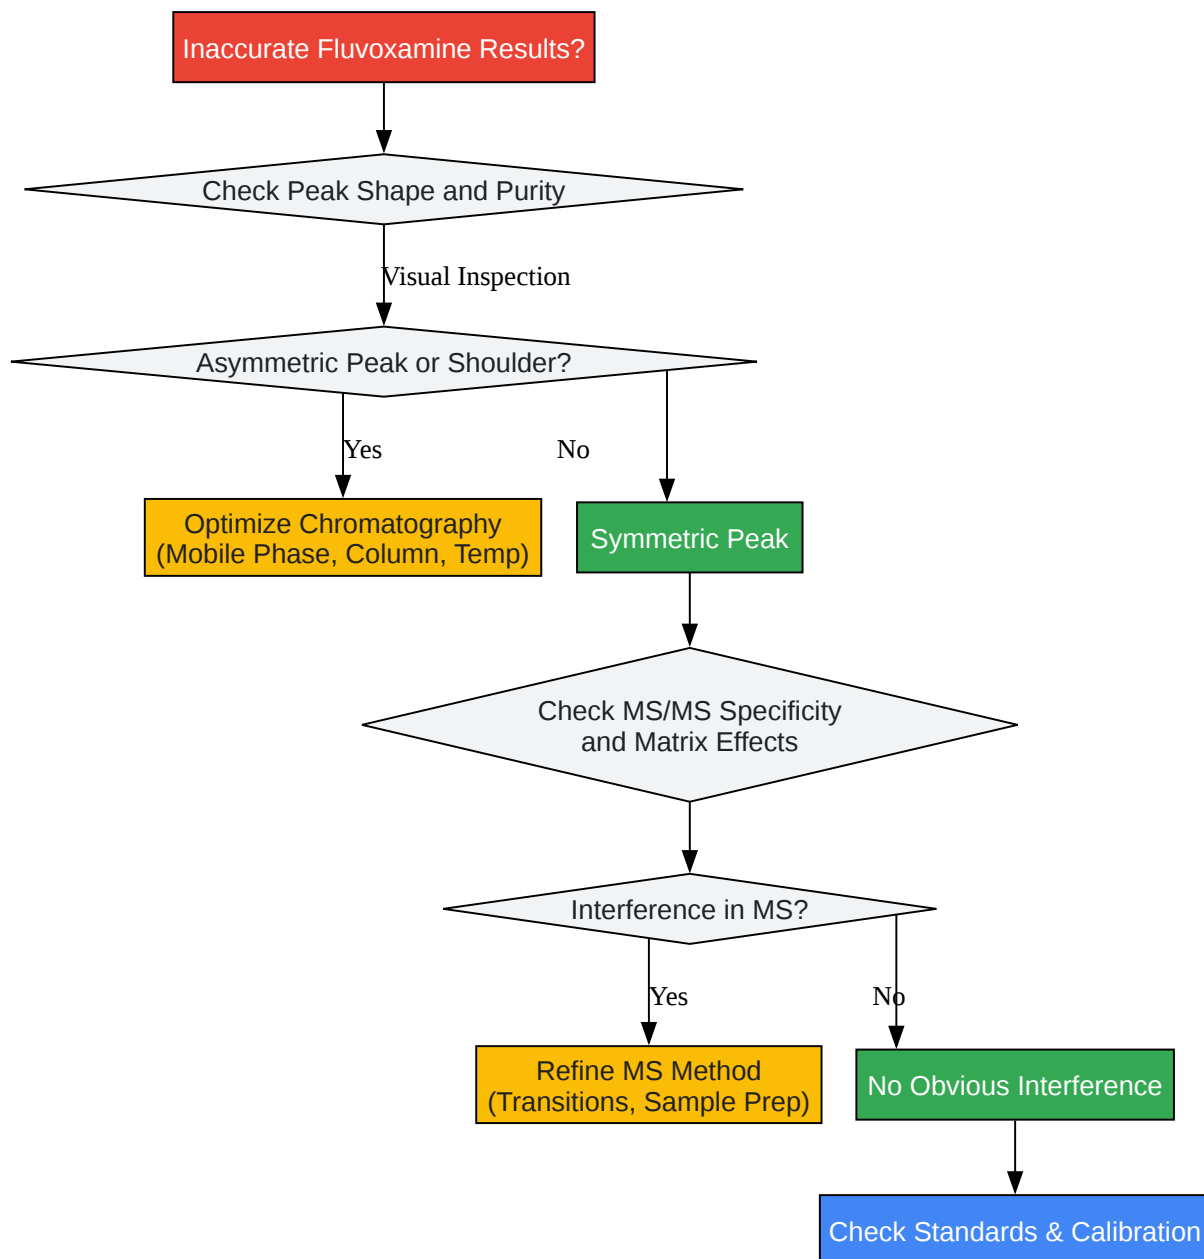 Inaccurate Fluvoxamine Results?
Check Peak Shape and Purity
Visual Inspection
Asymmetric Peak or Shoulder?
Yes
No
Optimize Chromatography
(Mobile Phase, Column, Temp)
Symmetric Peak
Check MS/MS Specificity
and Matrix Effects
Interference in MS?
Yes
No
Refine MS Method
(Transitions, Sample Prep)
No Obvious Interference
Check Standards & Calibration